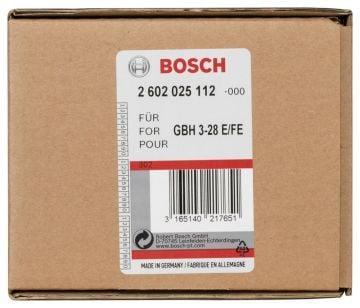 BOSCH
2 602 025 112 -000
FÜR
FOR GBH 3-28 E/FE
POUR
302
3 165140 217651
Robert Bosch GmbH
D-70745 Leinfelden-Echterdingen
www.bosch-pt.com
MADE IN GERMANY / FABRIQUE EN ALLEMAGNE